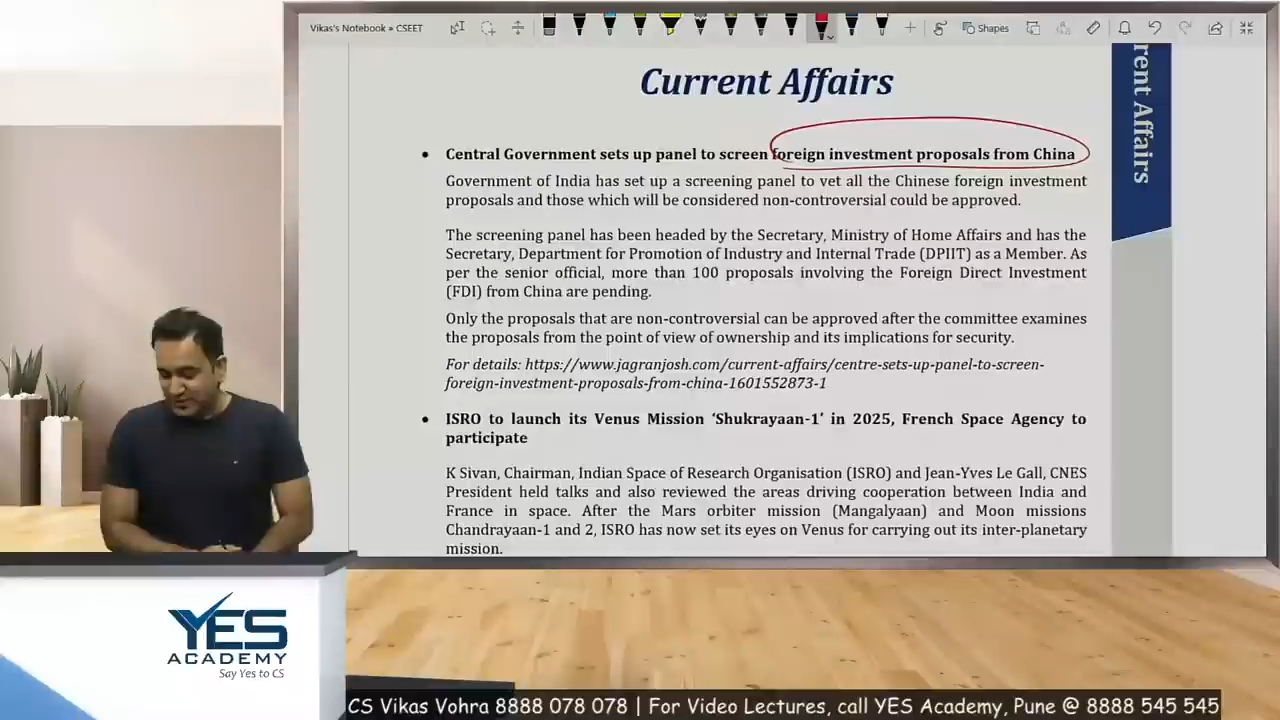 Vikas's Notebook » CSEET
Shapes
Current Affairs
rent Affairs
• Central Government sets up panel to screen foreign investment proposals from China
Government of India has set up a screening panel to vet all the Chinese foreign investment
proposals and those which will be considered non-controversial could be approved.
The screening panel has been headed by the Secretary, Ministry of Home Affairs and has the
Secretary, Department for Promotion of Industry and Internal Trade (DPIIT) as a Member. As
per the senior official, more than 100 proposals involving the Foreign Direct Investment
(FDI) from China are pending.
Only the proposals that are non-controversial can be approved after the committee examines
the proposals from the point of view of ownership and its implications for security.
For details: https://www.jagranjosh.com/current-affairs/centre-sets-up-panel-to-screen-
foreign-investment-proposals-from-china-1601552873-1
• ISRO to launch its Venus Mission ‘Shukrayaan-1’ in 2025, French Space Agency to
participate
K Sivan, Chairman, Indian Space of Research Organisation (ISRO) and Jean-Yves Le Gall, CNES
President held talks and also reviewed the areas driving cooperation between India and
France in space. After the Mars orbiter mission (Mangalyaan) and Moon missions
Chandrayaan-1 and 2, ISRO has now set its eyes on Venus for carrying out its inter-planetary
mission.
YES
ACADEMY
Say Yes to CS
CS Vikas Vohra 8888 078 078 | For Video Lectures, call YES Academy, Pune @ 8888 545 545